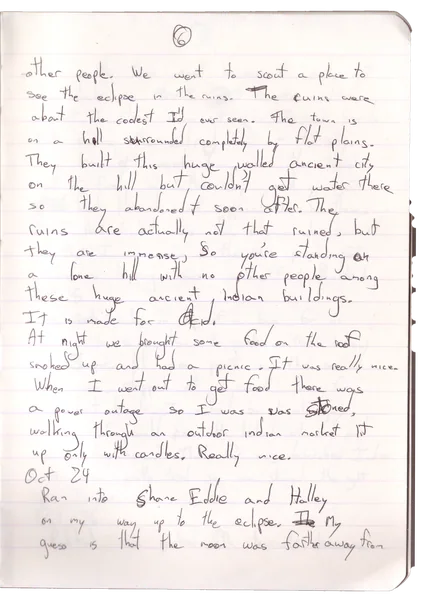 6
other people. We went to scout a place to
see the eclipse in the ruins. The ruins were
about the coolest I'd ever seen. The town is
on a hill surrounded completely by flat plains.
They built this huge walled ancient city
on the hill but couldn't get water there
so they abandoned it soon after. The
ruins are actually not that ruined, but
they are immense, So you're standing on
a lone hill with no other people among
these huge ancient Indian buildings.
It is made for Acid.
At night we brought some food on the roof
smoked up and had a picnic. It was really nice.
When I went out to get food there was
a power outage so I was was stoned,
walking through an outdoor indian market lit
up only with candles. Really nice.
Oct 24
Ran into Shane Eddie and Halley
on my way up to the eclipse. My
guess is that the moon was farther away from